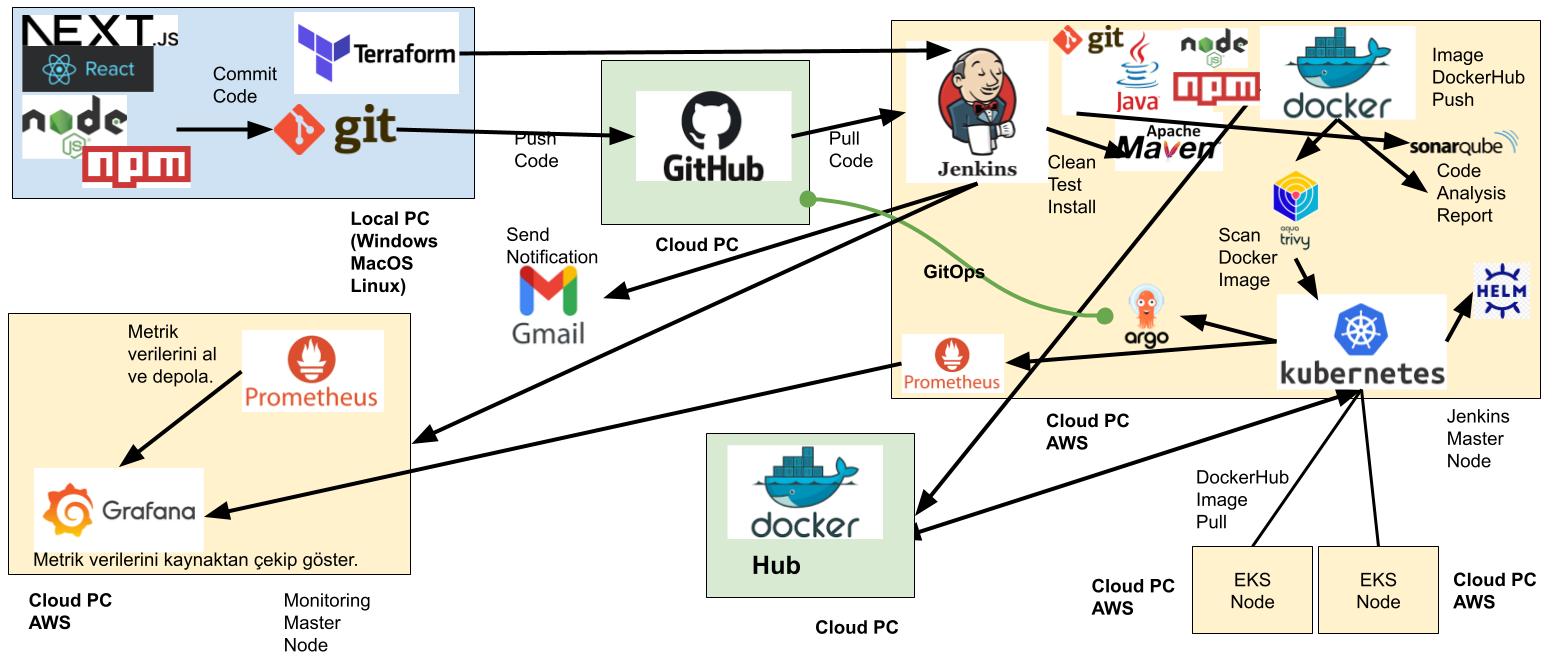 NEXT.JS
React
node
JS
npm
Commit
Code
Terraform
git
Local PC
(Windows
MacOS
Linux)
Push
Code
GitHub
Cloud PC
Pull
Code
Jenkins
git
Java
node
JS
npm
docker
Image
DockerHub
Push
Apache
Maven
Clean
Test
Install
sonarqube
Code
Analysis
Report
aqua
trivy
Scan
Docker
Image
HELM
kubernetes
GitOps
argo
Prometheus
Cloud PC
AWS
Jenkins
Master
Node
Send
Notification
Gmail
Metrik
verilerini al
ve depola.
Prometheus
Grafana
Metrik verilerini kaynaktan çekip göster.
Cloud PC
AWS
Monitoring
Master
Node
docker
Hub
Cloud PC
DockerHub
Image
Pull
Cloud PC
AWS
EKS
Node
EKS
Node
Cloud PC
AWS